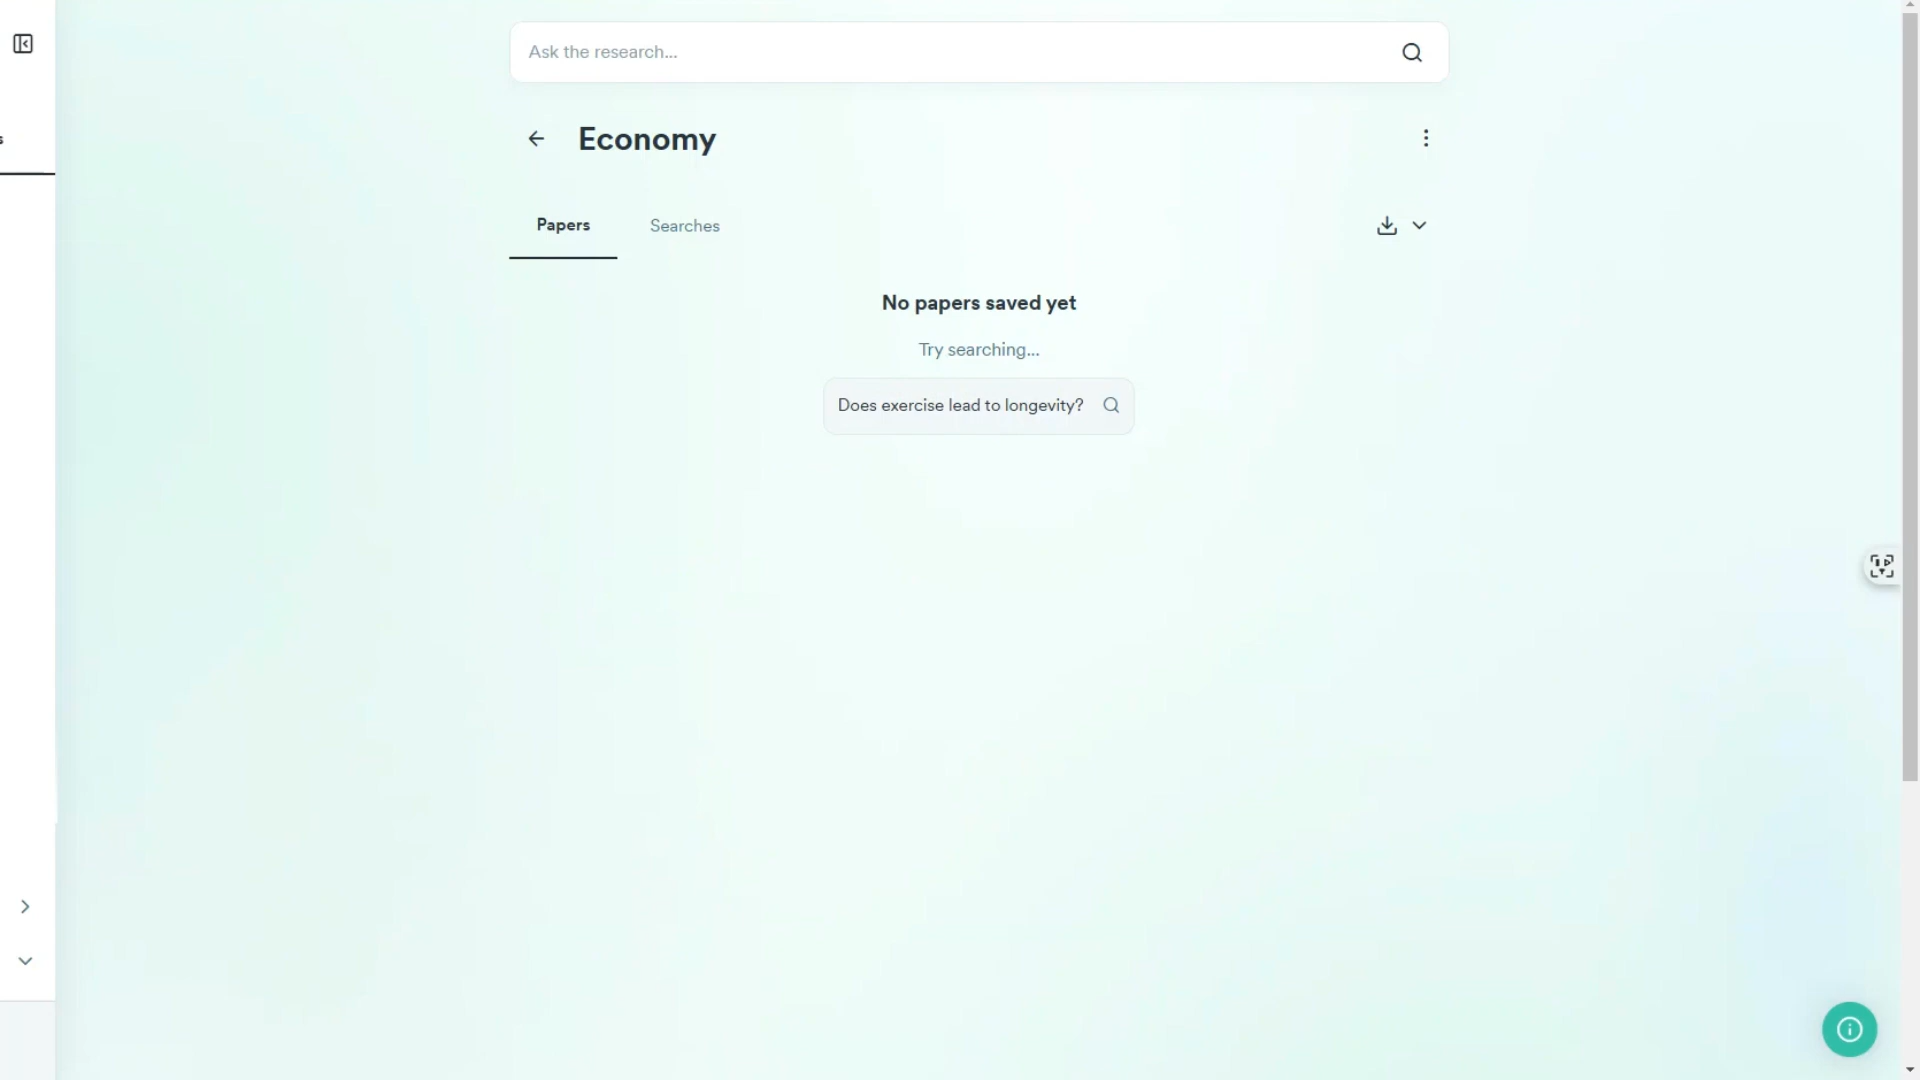 Ask the research...
Economy
Papers
Searches
No papers saved yet
Try searching...
Does exercise lead to longevity?